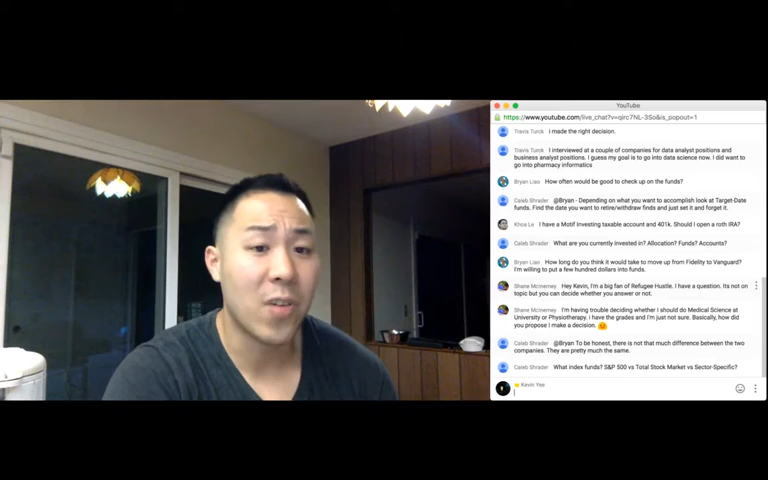 YouTube
https://www.youtube.com/live_chat?v=qirc7NL-3So&is_popout=1
Travis Turck i made the right decision.
Travis Turck I interviewed at a couple of companies for data analyst positions and
business analyst positions. I guess my goal is to go into data science now. I did want to
go into pharmacy informatics
Bryan Liao How often would be good to check up on the funds?
Caleb Shrader @Bryan - Depending on what you want to accomplish look at Target-Date
funds. Find the date you want to retire/withdraw finds and just set it and forget it.
Khoa Le I have a Motif Investing taxable account and 401k. Should I open a roth IRA?
Caleb Shrader What are you currently invested in? Allocation? Funds? Accounts?
Bryan Liao How long do you think it would take to move up from Fidelity to Vanguard?
I'm willing to put a few hundred dollars into funds.
Shane McInerney Hey Kevin, I'm a big fan of Refugee Hustle. I have a question. Its not on
topic but you can decide whether you answer or not.
Shane McInerney I'm having trouble deciding whether I should do Medical Science at
University or Physiotherapy. i have the grades and I'm just not sure. Basically, how did
you propose I make a decision.
Caleb Shrader @Bryan To be honest, there is not that much difference between the two
companies. They are pretty much the same.
Caleb Shrader What index funds? S&P 500 vs Total Stock Market vs Sector-Specific?
Kevin Yee